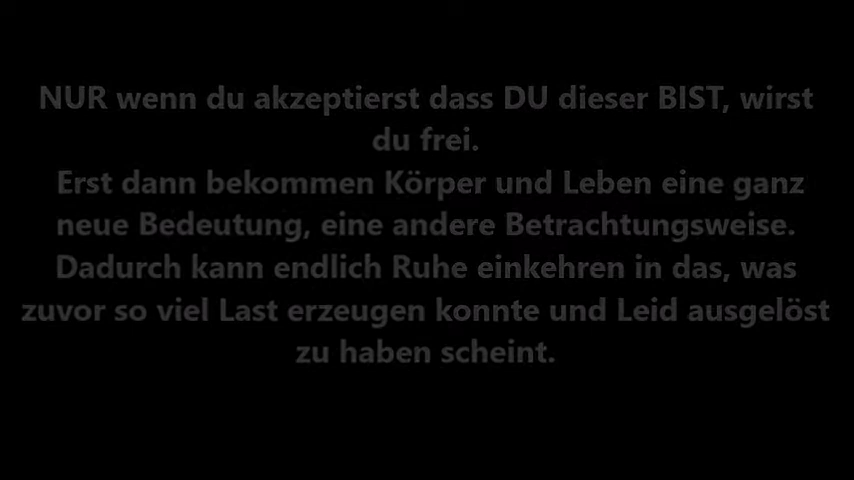 NUR wenn du akzeptierst dass DU dieser BIST, wirst
du frei.
Erst dann bekommen Körper und Leben eine ganz
neue Bedeutung, eine andere Betrachtungsweise.
Dadurch kann endlich Ruhe einkehren in das, was
zuvor so viel Last erzeugen konnte und Leid ausgelöst
zu haben scheint.